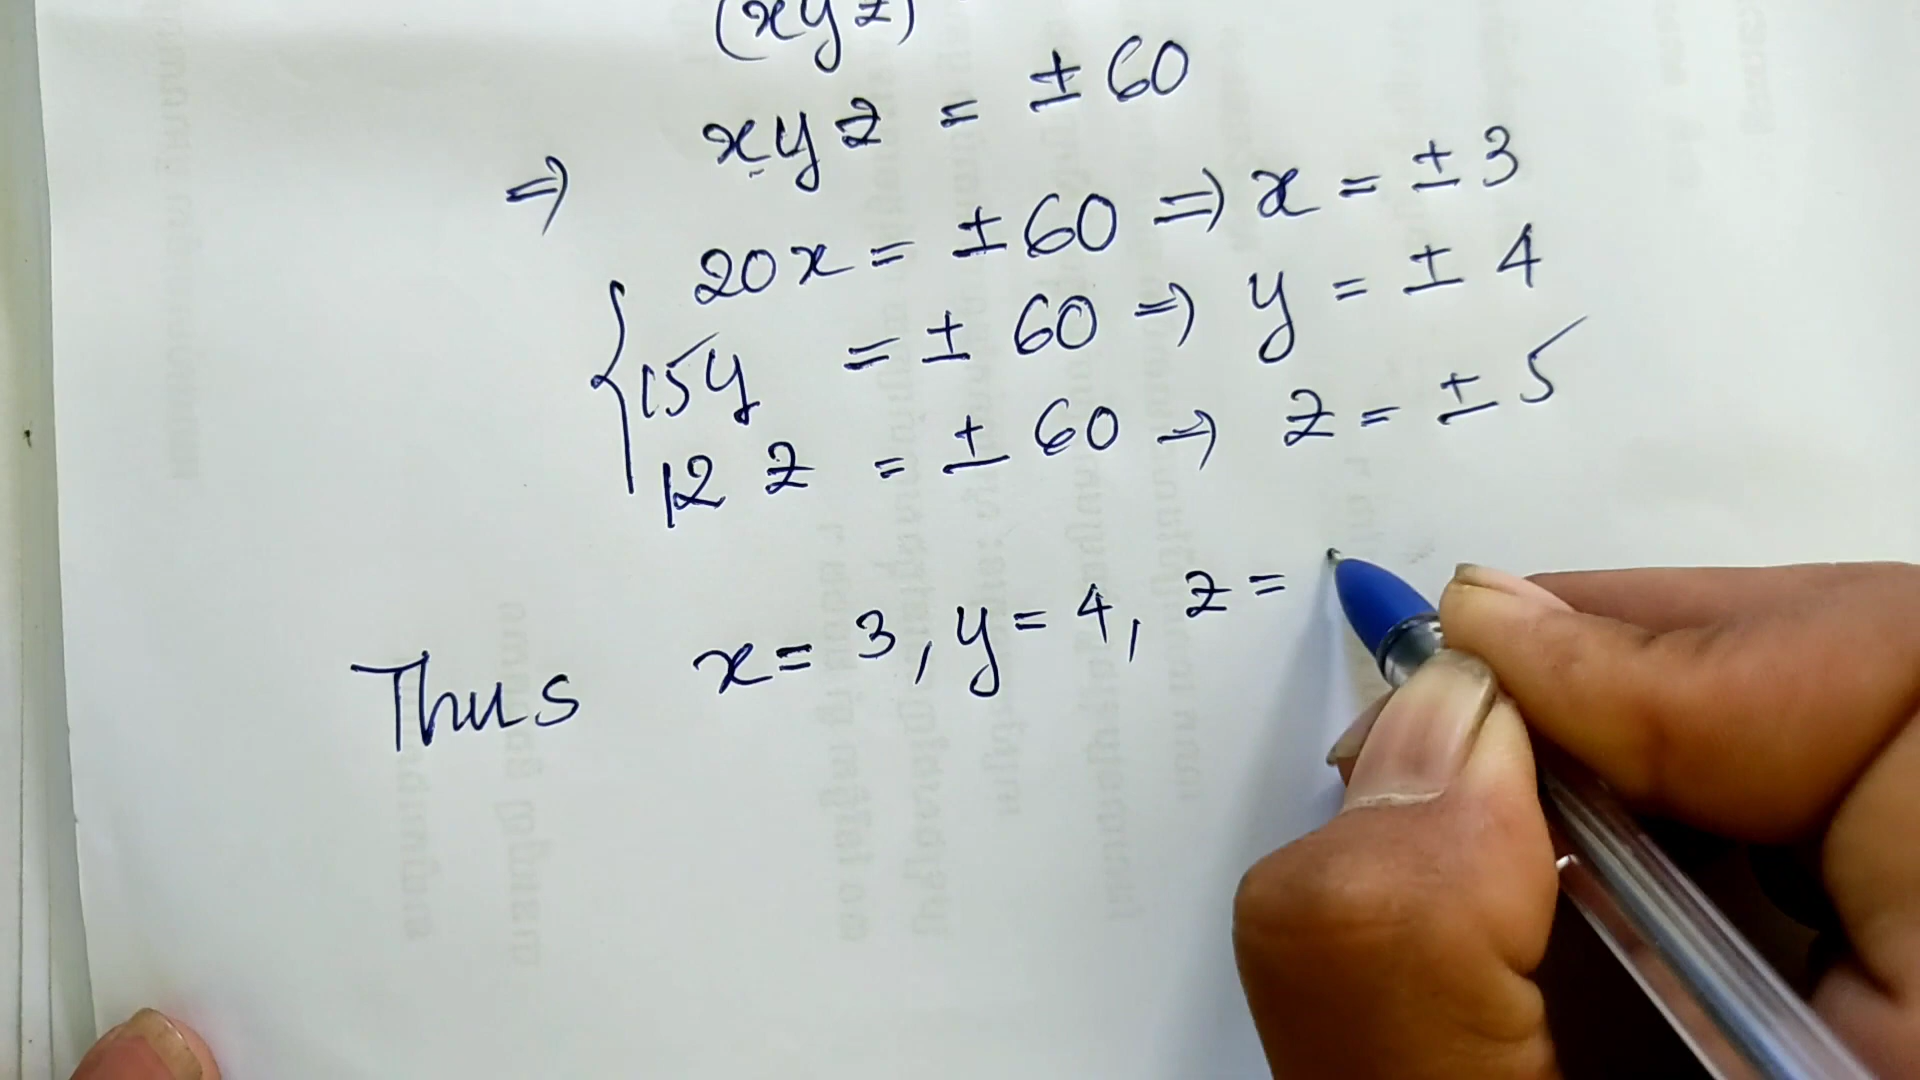 (xyz)
⇒ xyz = ± 60
20x = ± 60 ⇒ x = ± 3
15y = ± 60 ⇒ y = ± 4
12z = ± 60 ⇒ z = ± 5
Thus x = 3, y = 4, z =